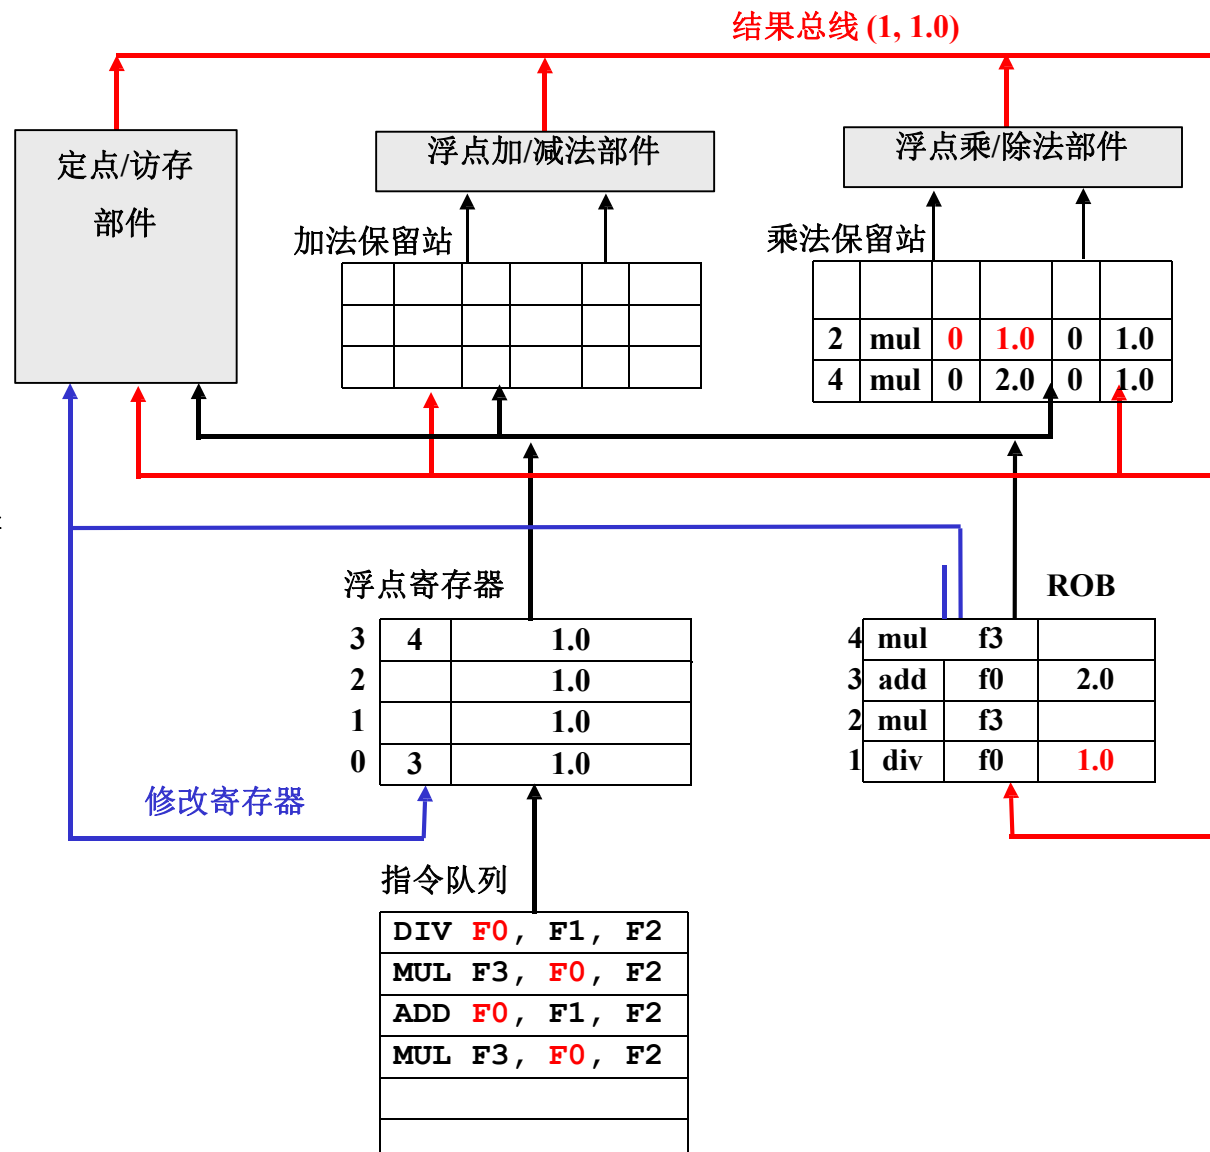 结果总线 (1, 1.0)
定点/访存
部件
浮点加/减法部件
浮点乘/除法部件
加法保留站
乘法保留站
2 mul 0 1.0 0 1.0
4 mul 0 2.0 0 1.0
浮点寄存器
ROB
3 4 1.0
2 1.0
1 1.0
0 3 1.0
4 mul f3
3 add f0 2.0
2 mul f3
1 div f0 1.0
修改寄存器
指令队列
DIV F0, F1, F2
MUL F3, F0, F2
ADD F0, F1, F2
MUL F3, F0, F2